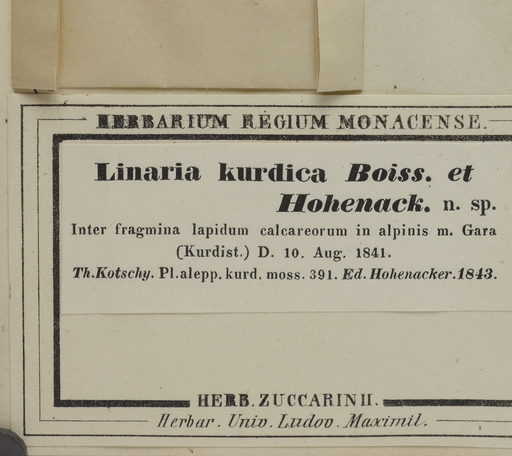 HERBARIUM REGIUM MONACENSE.
Linaria kurdica Boiss. et
Hohenack. n. sp.
Inter fragmina lapidum calcareorum in alpinis m. Gara
(Kurdist.) D. 10. Aug. 1841.
Th.Kotschy. Pl.alepp. kurd. moss. 391. Ed. Hohenacker.1843.
HERB. ZUCCARINII.
Herbar. Univ. Ludov. Maximil.